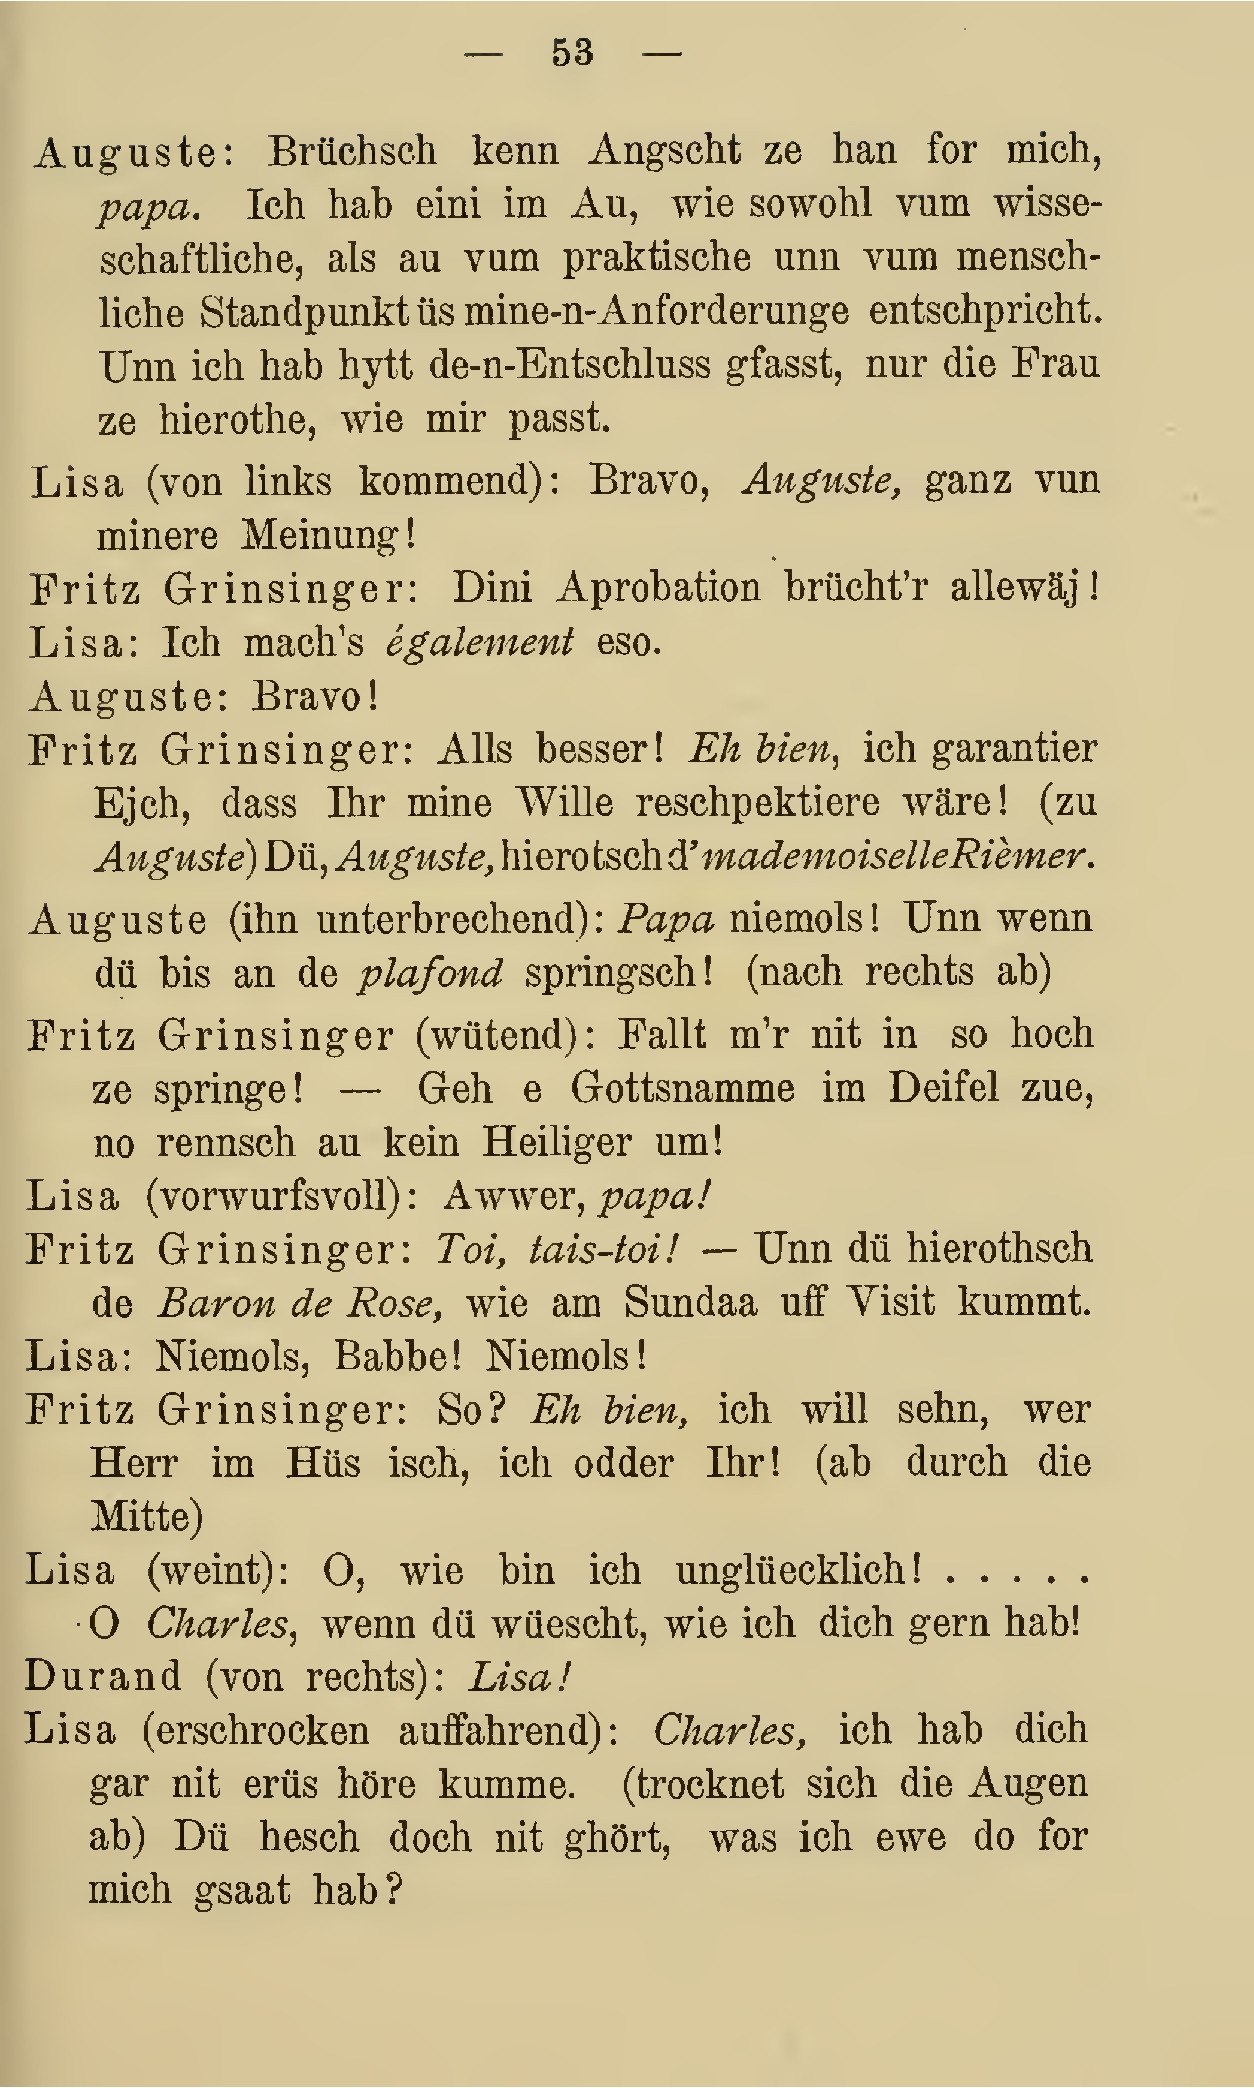 — 53 —
Auguste: Brüchsch kenn Angscht ze han for mich,
papa. Ich hab eini im Au, wie sowohl vum wisse-
schaftliche, als au vum praktische unn vum mensch-
liche Standpunkt üs mine-n-Anforderunge entschpricht.
Unn ich hab hytt de-n-Entschluss gfasst, nur die Frau
ze hierothe, wie mir passt.
Lisa (von links kommend): Bravo, Auguste, ganz vun
minere Meinung!
Fritz Grinsinger: Dini Aprobation brücht'r allewäj!
Lisa: Ich mach's également eso.
Auguste: Bravo!
Fritz Grinsinger: Alls besser! Eh bien, ich garantier
Ejch, dass Ihr mine Wille reschpektiere wäre! (zu
Auguste) Dü, Auguste, hierotsch d'mademoiselle Rièmer.
Auguste (ihn unterbrechend): Papa niemols! Unn wenn
dü bis an de plafond springsch! (nach rechts ab)
Fritz Grinsinger (wütend): Fallt m'r nit in so hoch
ze springe! — Geh e Gottsnamme im Deifel zue,
no rennsch au kein Heiliger um!
Lisa (vorwurfsvoll): Awwer, papa!
Fritz Grinsinger: Toi, tais-toi! — Unn dü hierothsch
de Baron de Rose, wie am Sundaa uff Visit kummt.
Lisa: Niemols, Babbe! Niemols!
Fritz Grinsinger: So? Eh bien, ich will sehn, wer
Herr im Hüs isch, ich odder Ihr! (ab durch die
Mitte)
Lisa (weint): O, wie bin ich unglüecklich! . . . . .
O Charles, wenn dü wüescht, wie ich dich gern hab!
Durand (von rechts): Lisa!
Lisa (erschrocken auffahrend): Charles, ich hab dich
gar nit erüs höre kumme. (trocknet sich die Augen
ab) Dü hesch doch nit ghört, was ich ewe do for
mich gsaat hab?